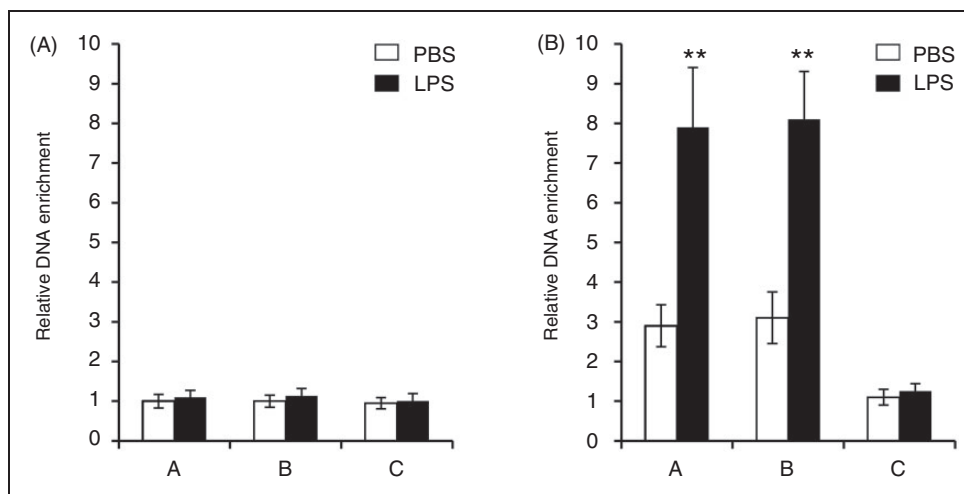 (A)
10
9
8
7
6
5
4
3
2
1
0
Relative DNA enrichment
PBS
LPS
A B C
(B)
10
9
8
7
6
5
4
3
2
1
0
Relative DNA enrichment
** **
PBS
LPS
A B C